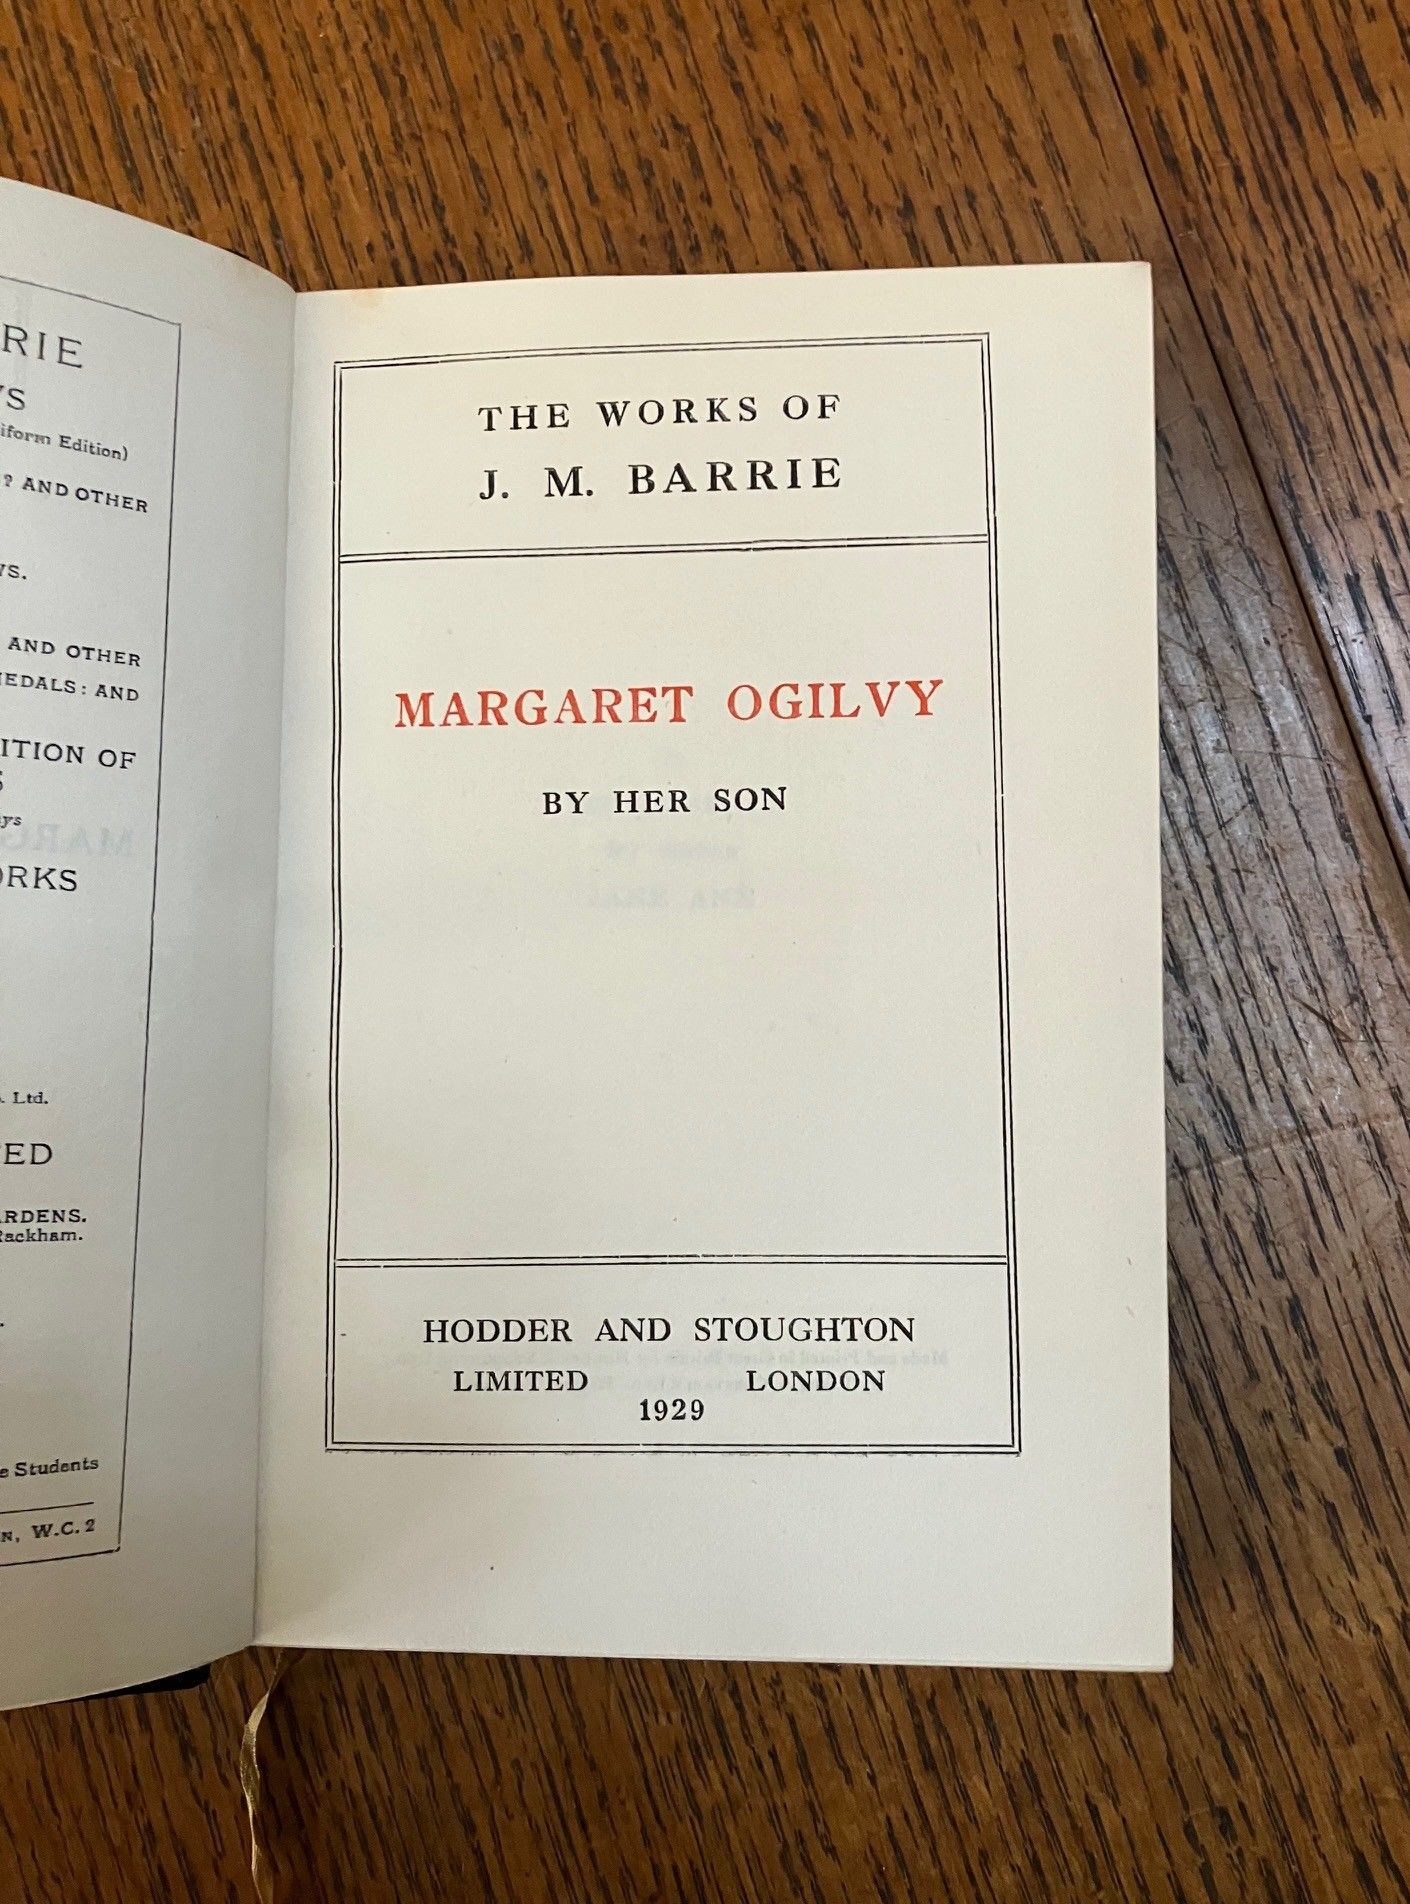 RIE
(iform Edition)
? AND OTHER
AND OTHER
EDALS: AND
ITION OF
ORKS
Ltd.
ARDENS.
Rackham.
Students
W.C.2
THE WORKS OF
J. M. BARRIE
MARGARET OGILVY
BY HER SON
HODDER AND STOUGHTON
LIMITED LONDON
1929